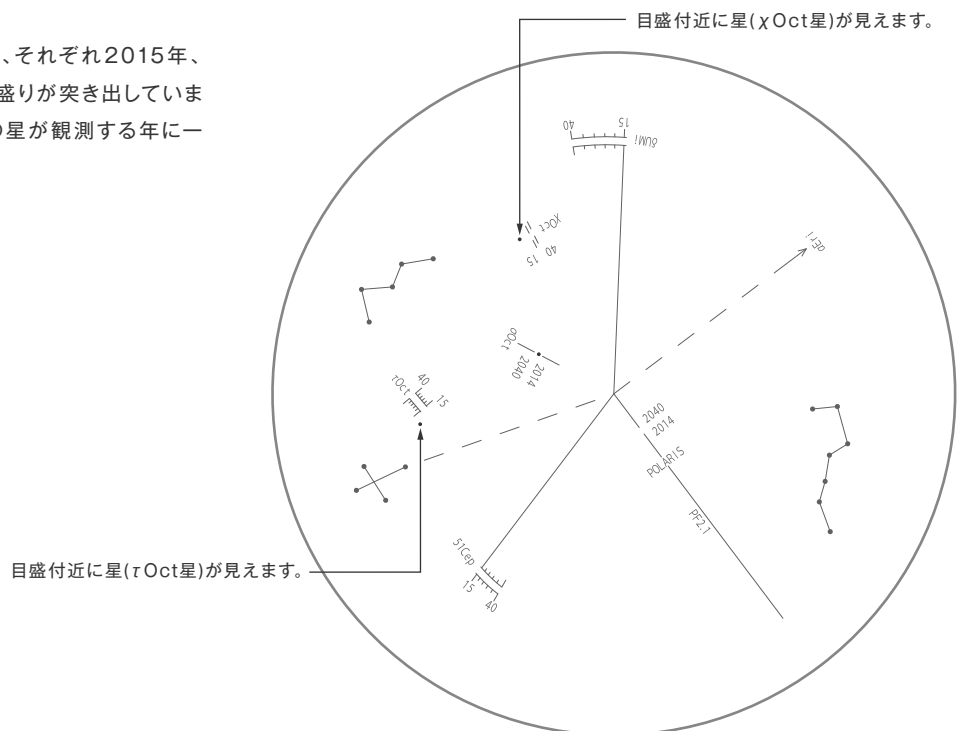 目盛付近に星(χOct星)が見えます。
、それぞれ2015年、
盛りが突き出していま
の星が観測する年に一
40
15
δUMi
χOct
40
15
αEri
σOct
2040
2014
40
15
τOct
2040
2014
POLARIS
PF2.1
51Cep
15
40
目盛付近に星(τOct星)が見えます。